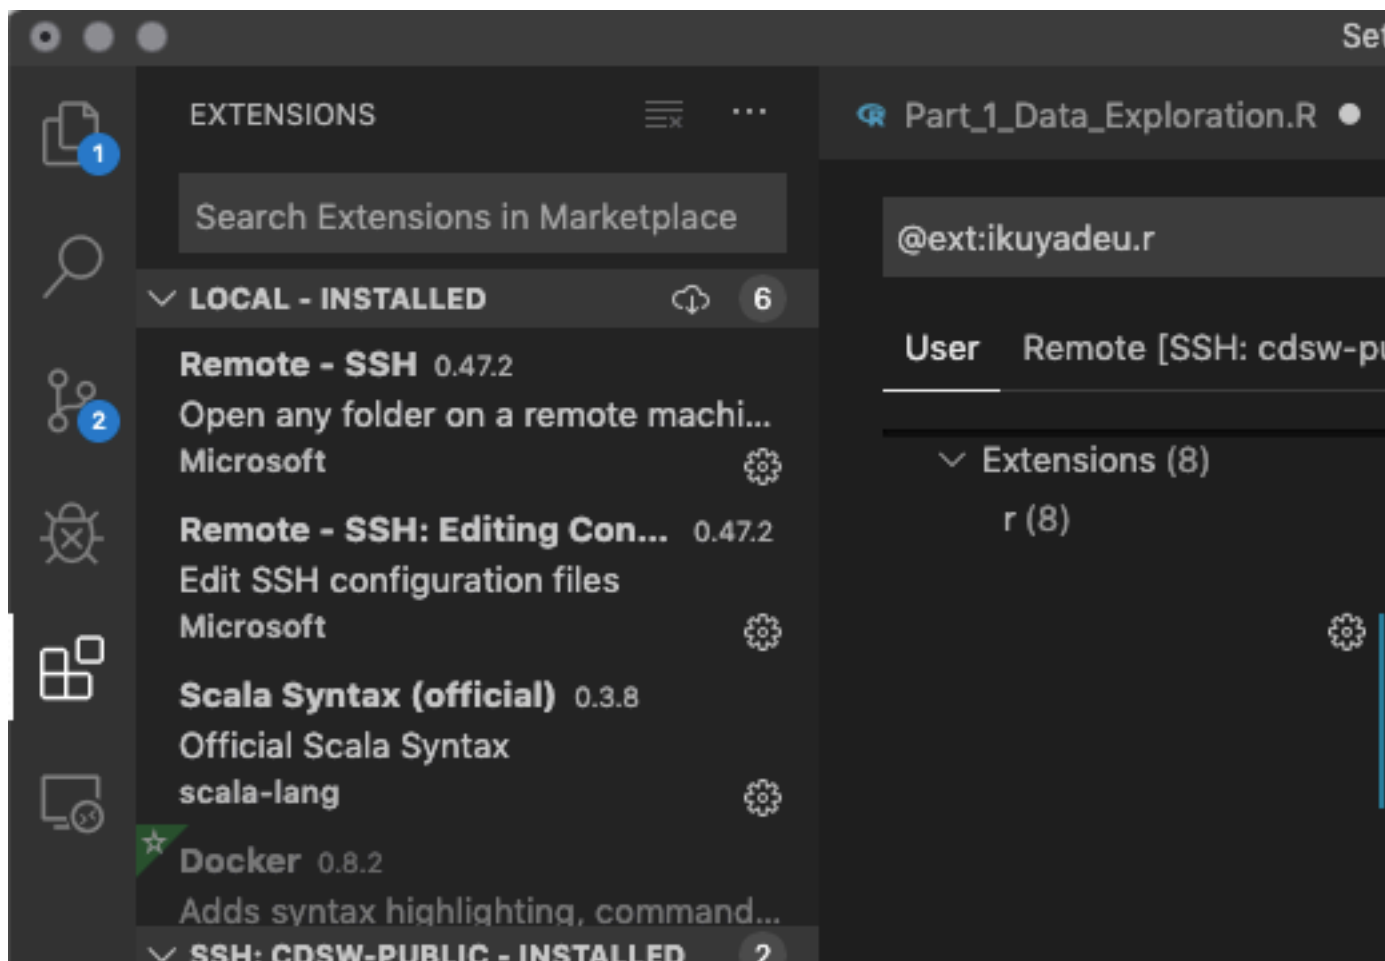 Set
EXTENSIONS
Part_1_Data_Exploration.R
1
Search Extensions in Marketplace
@ext:ikuyadeu.r
LOCAL - INSTALLED 6
User Remote [SSH: cdsw-pu
Remote - SSH 0.47.2
Open any folder on a remote machi...
2
Microsoft
Extensions (8)
r (8)
Remote - SSH: Editing Con... 0.47.2
Edit SSH configuration files
Microsoft
Scala Syntax (official) 0.3.8
Official Scala Syntax
scala-lang
Docker 0.8.2
Adds syntax highlighting, command...
SSH: CDSW-PUBLIC - INSTALLED 2